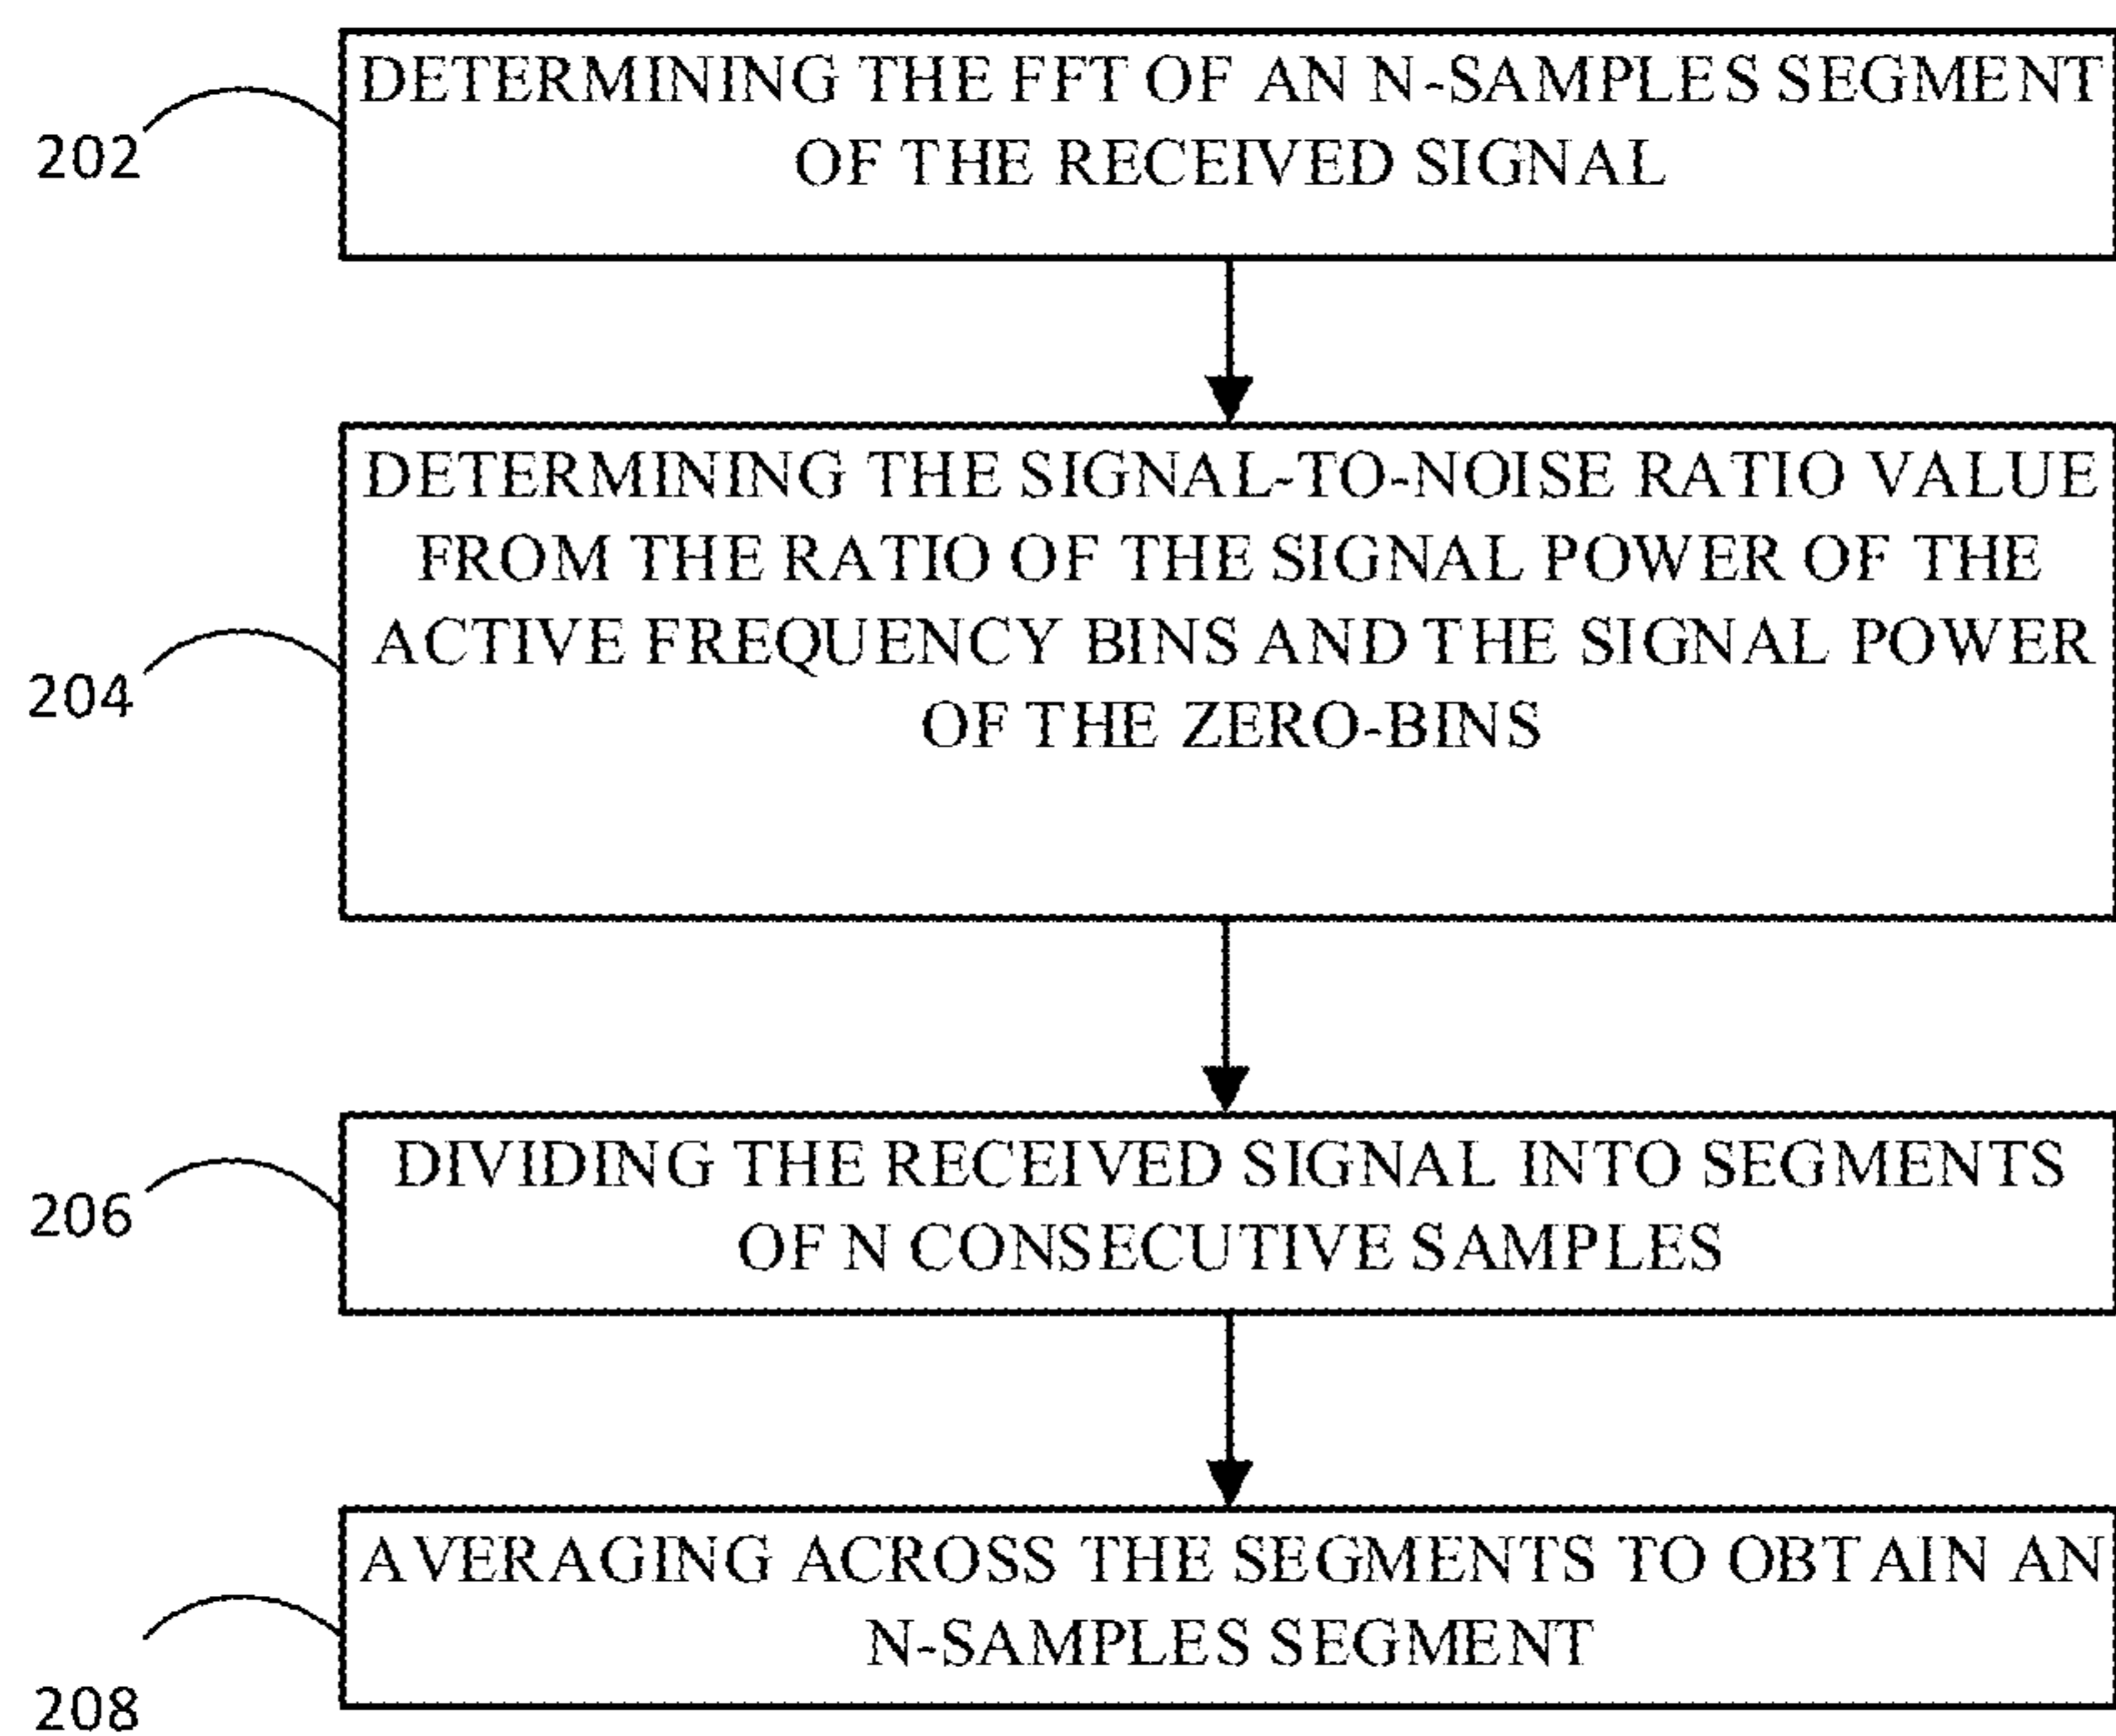 DETERMINING THE FFT OF AN N-SAMPLES SEGMENT
OF THE RECEIVED SIGNAL
202
DETERMINING THE SIGNAL-TO-NOISE RATIO VALUE
FROM THE RATIO OF THE SIGNAL POWER OF THE
ACTIVE FREQUENCY BINS AND THE SIGNAL POWER
OF THE ZERO-BINS
204
DIVIDING THE RECEIVED SIGNAL INTO SEGMENTS
OF N CONSECUTIVE SAMPLES
206
AVERAGING ACROSS THE SEGMENTS TO OBTAIN AN
N-SAMPLES SEGMENT
208